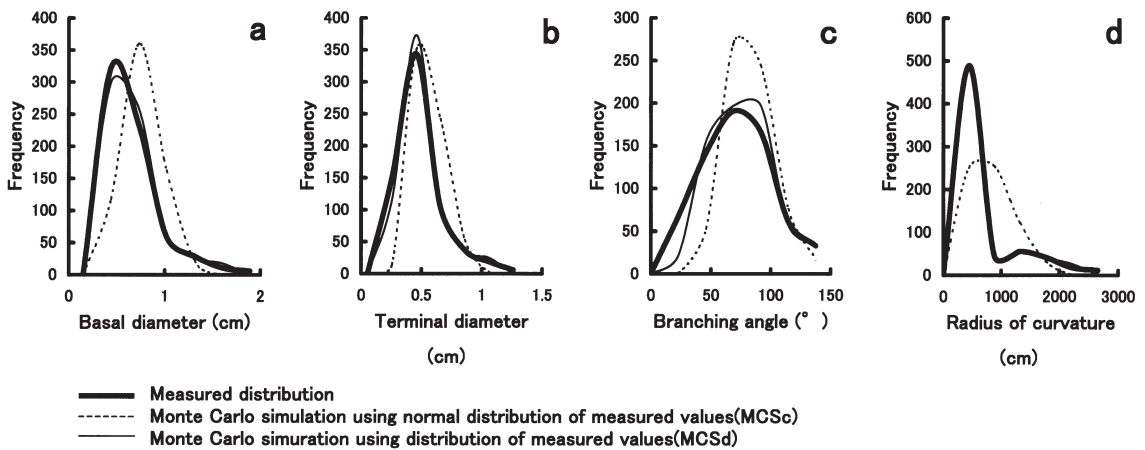 a
400
350
300
250
200
150
100
50
0
Frequency
0 1 2
Basal diameter (cm)
b
400
350
300
250
200
150
100
50
0
Frequency
0 0.5 1 1.5
Terminal diameter
(cm)
c
300
250
200
150
100
50
0
Frequency
0 50 100 150
Branching angle (° )
d
600
500
400
300
200
100
0
Frequency
0 1000 2000 3000
Radius of curvature
(cm)
Measured distribution
Monte Carlo simulation using normal distribution of measured values(MCSc)
Monte Carlo simuration using distribution of measured values(MCSd)